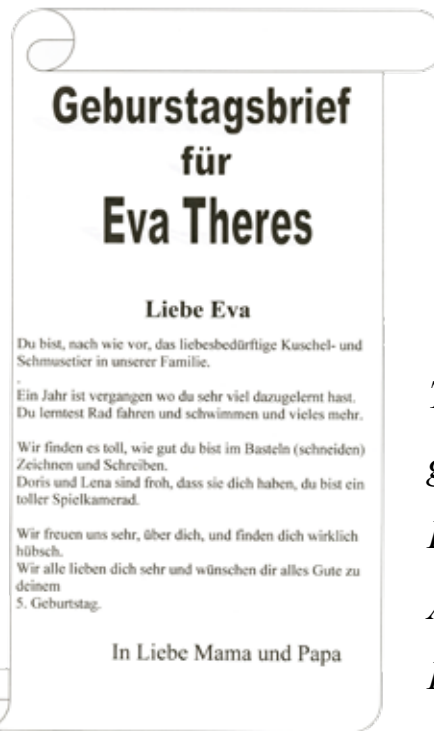 Geburstagsbrief
für
Eva Theres
Liebe Eva
Du bist, nach wie vor, das liebesbedürftige Kuschel- und
Schmusetier in unserer Familie.
.
Ein Jahr ist vergangen wo du sehr viel dazugelernt hast.
Du lerntest Rad fahren und schwimmen und vieles mehr.
Wir finden es toll, wie gut du bist im Basteln (schneiden)
Zeichnen und Schreiben.
Doris und Lena sind froh, dass sie dich haben, du bist ein
toller Spielkamerad.
Wir freuen uns sehr, über dich, und finden dich wirklich
hübsch.
Wir alle lieben dich sehr und wünschen dir alles Gute zu
deinem
5. Geburtstag.
In Liebe Mama und Papa